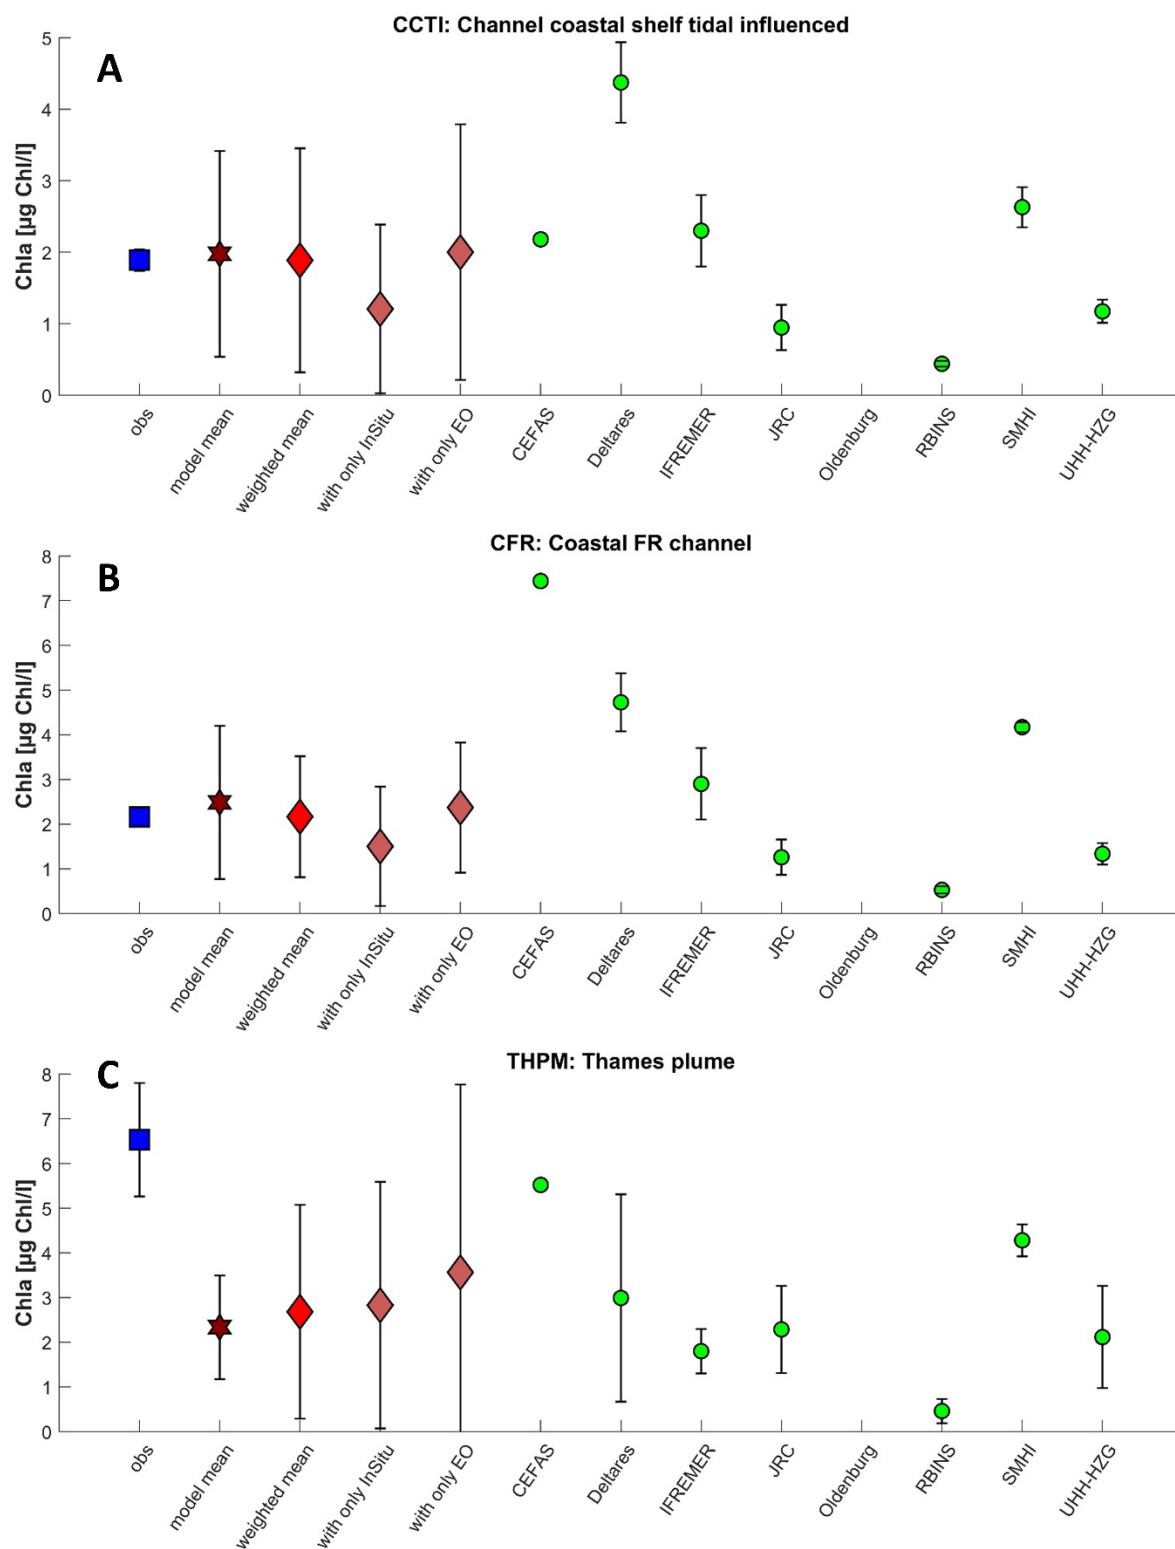 CCTI: Channel coastal shelf tidal influenced
A
Chla [µg Chl/l]
5
4
3
2
1
0
obs
model mean
weighted mean
with only InSitu
with only EO
CEFAS
Deltares
IFREMER
JRC
Oldenburg
RBINS
SMHI
UHH-HZG
CFR: Coastal FR channel
B
Chla [µg Chl/l]
8
7
6
5
4
3
2
1
0
obs
model mean
weighted mean
with only InSitu
with only EO
CEFAS
Deltares
IFREMER
JRC
Oldenburg
RBINS
SMHI
UHH-HZG
THPM: Thames plume
C
Chla [µg Chl/l]
8
7
6
5
4
3
2
1
0
obs
model mean
weighted mean
with only InSitu
with only EO
CEFAS
Deltares
IFREMER
JRC
Oldenburg
RBINS
SMHI
UHH-HZG